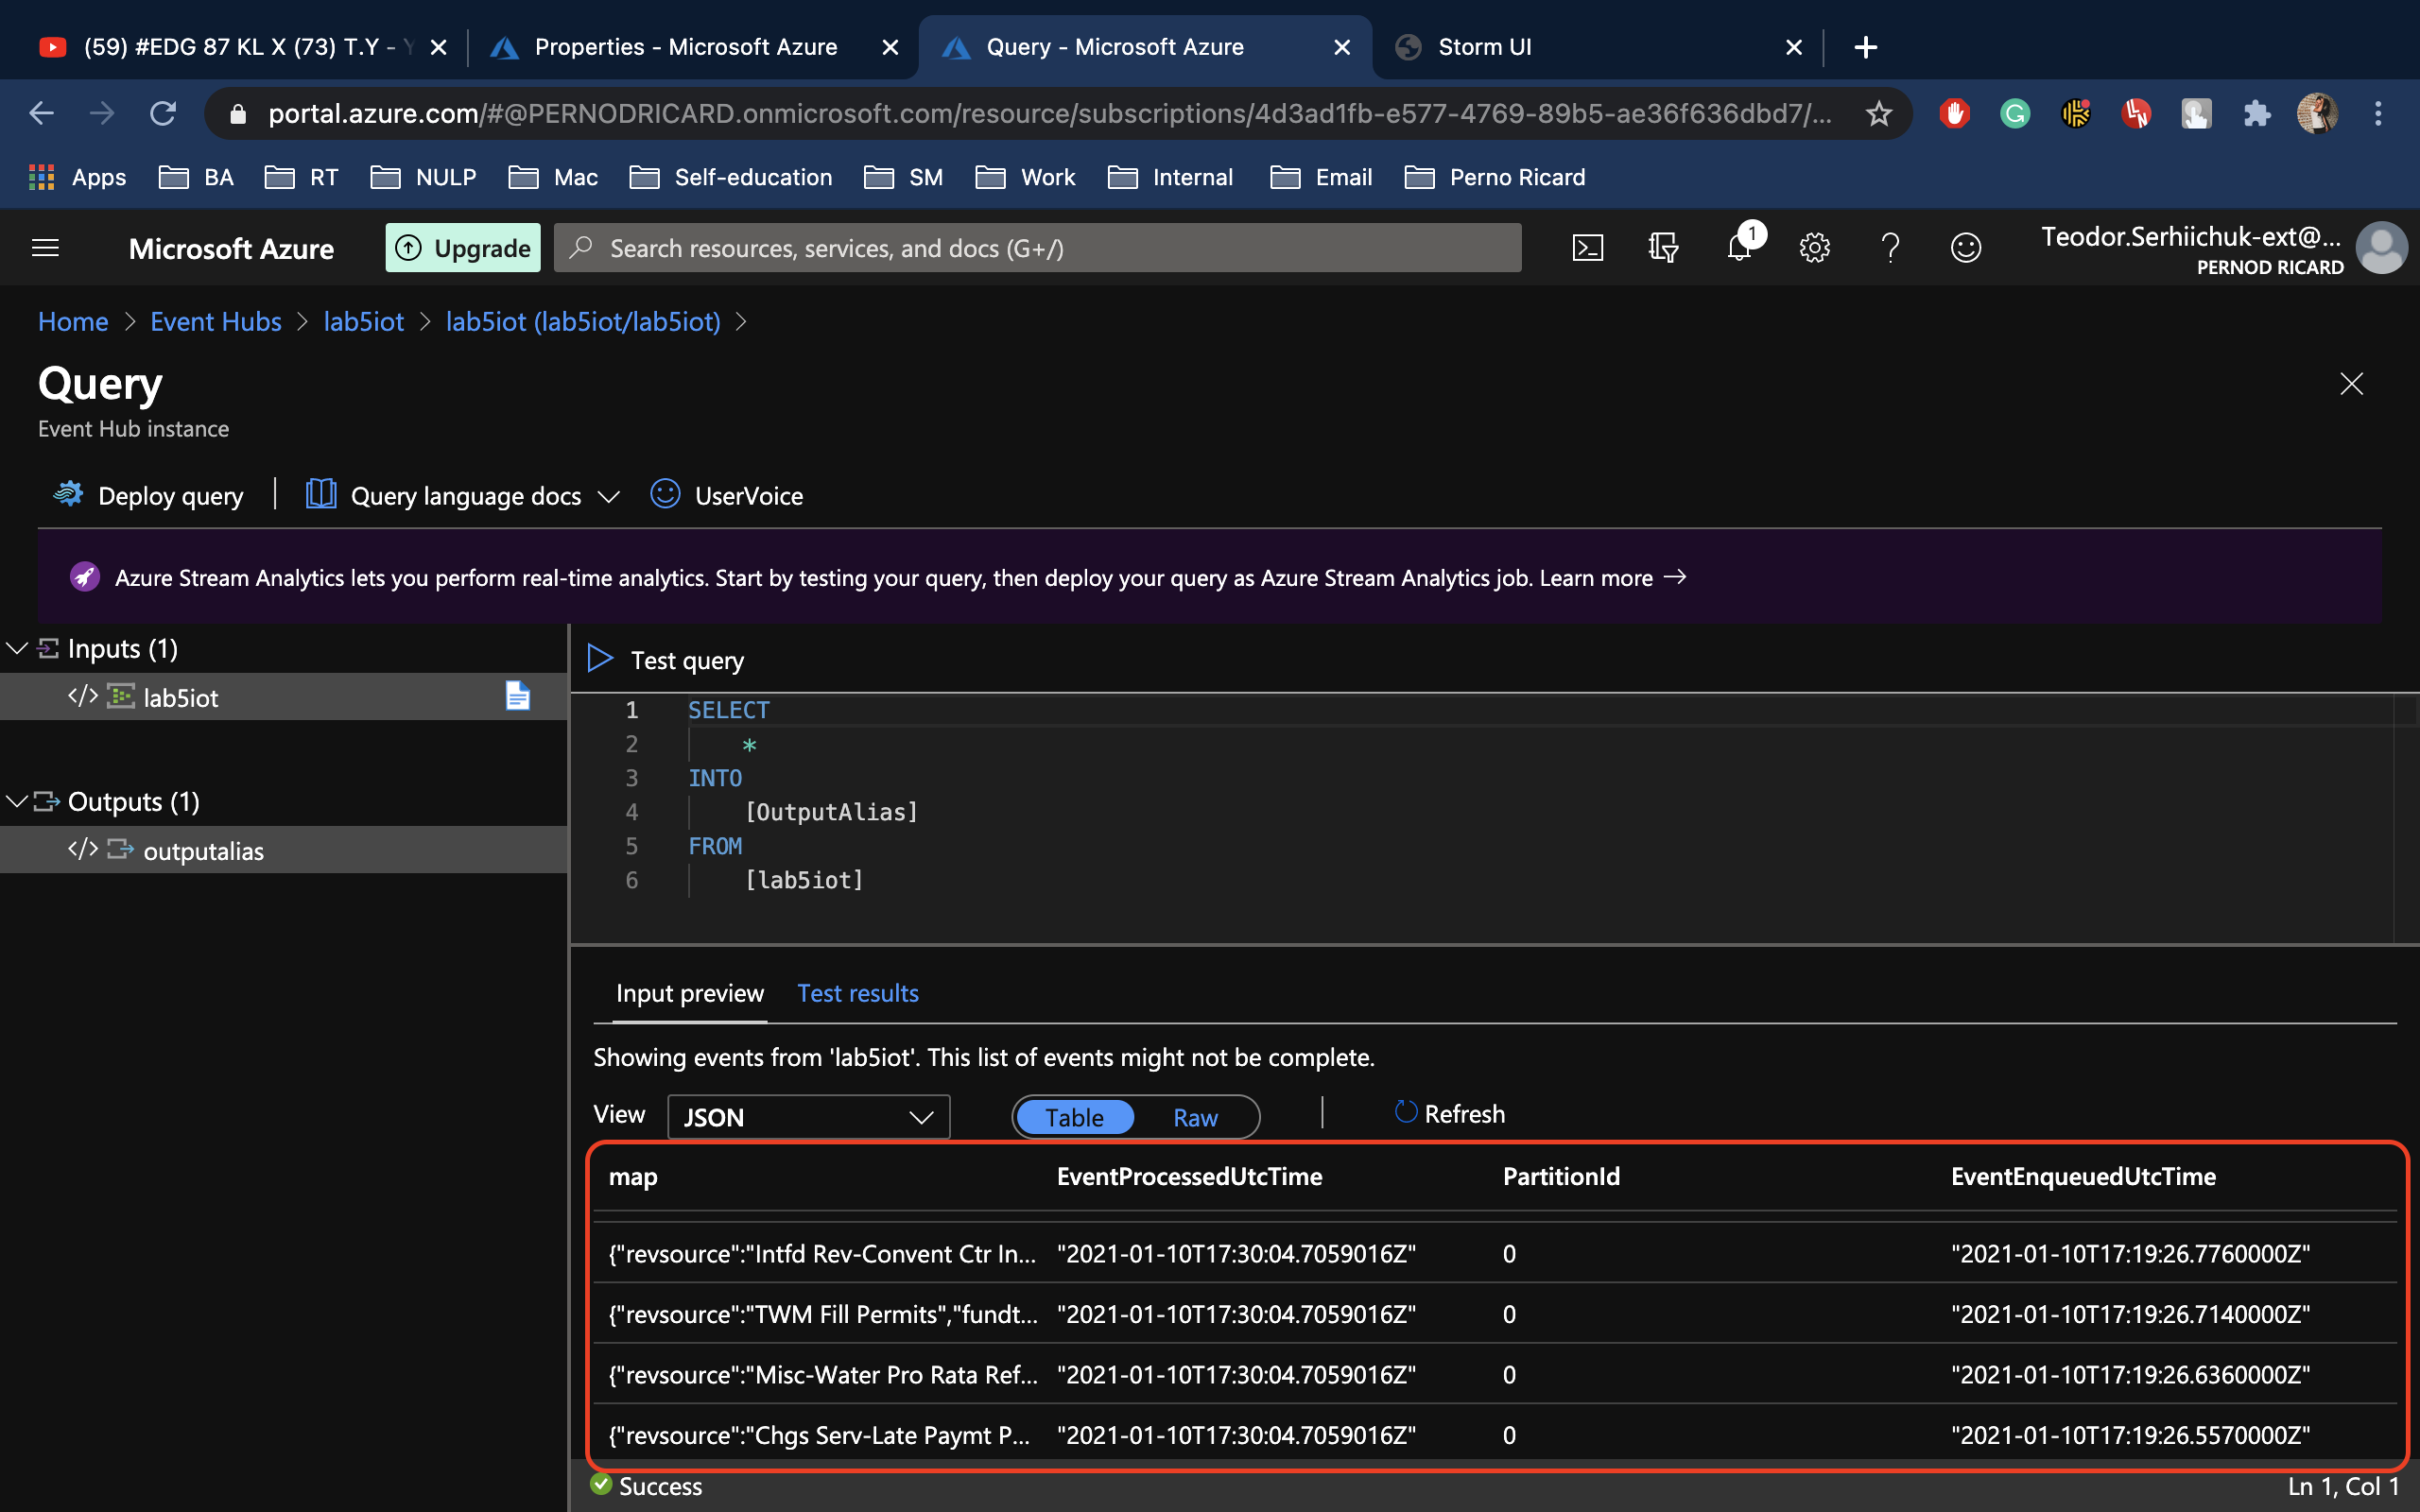 (59) #EDG 87 KL X (73) T.Y - Y
Properties - Microsoft Azure
Query - Microsoft Azure
Storm UI
portal.azure.com/#@PERNODRICARD.onmicrosoft.com/resource/subscriptions/4d3ad1fb-e577-4769-89b5-ae36f636dbd7/...
Apps BA RT NULP Mac Self-education SM Work Internal Email Perno Ricard
Microsoft Azure
Upgrade
Search resources, services, and docs (G+/)
1
Teodor.Serhiichuk-ext@...
PERNOD RICARD
Home > Event Hubs > lab5iot > lab5iot (lab5iot/lab5iot) >
Query
Event Hub instance
Deploy query | Query language docs UserVoice
Azure Stream Analytics lets you perform real-time analytics. Start by testing your query, then deploy your query as Azure Stream Analytics job. Learn more →
Inputs (1)
</> lab5iot
Outputs (1)
</> outputalias
Test query
1 SELECT
2 *
3 INTO
4 [OutputAlias]
5 FROM
6 [lab5iot]
Input preview Test results
Showing events from 'lab5iot'. This list of events might not be complete.
View JSON Table Raw | Refresh
map EventProcessedUtcTime PartitionId EventEnqueuedUtcTime
{"revsource":"Intfd Rev-Convent Ctr In... "2021-01-10T17:30:04.7059016Z" 0 "2021-01-10T17:19:26.7760000Z"
{"revsource":"TWM Fill Permits","fundt... "2021-01-10T17:30:04.7059016Z" 0 "2021-01-10T17:19:26.7140000Z"
{"revsource":"Misc-Water Pro Rata Ref... "2021-01-10T17:30:04.7059016Z" 0 "2021-01-10T17:19:26.6360000Z"
{"revsource":"Chgs Serv-Late Paymt P... "2021-01-10T17:30:04.7059016Z" 0 "2021-01-10T17:19:26.5570000Z"
Success
Ln 1, Col 1